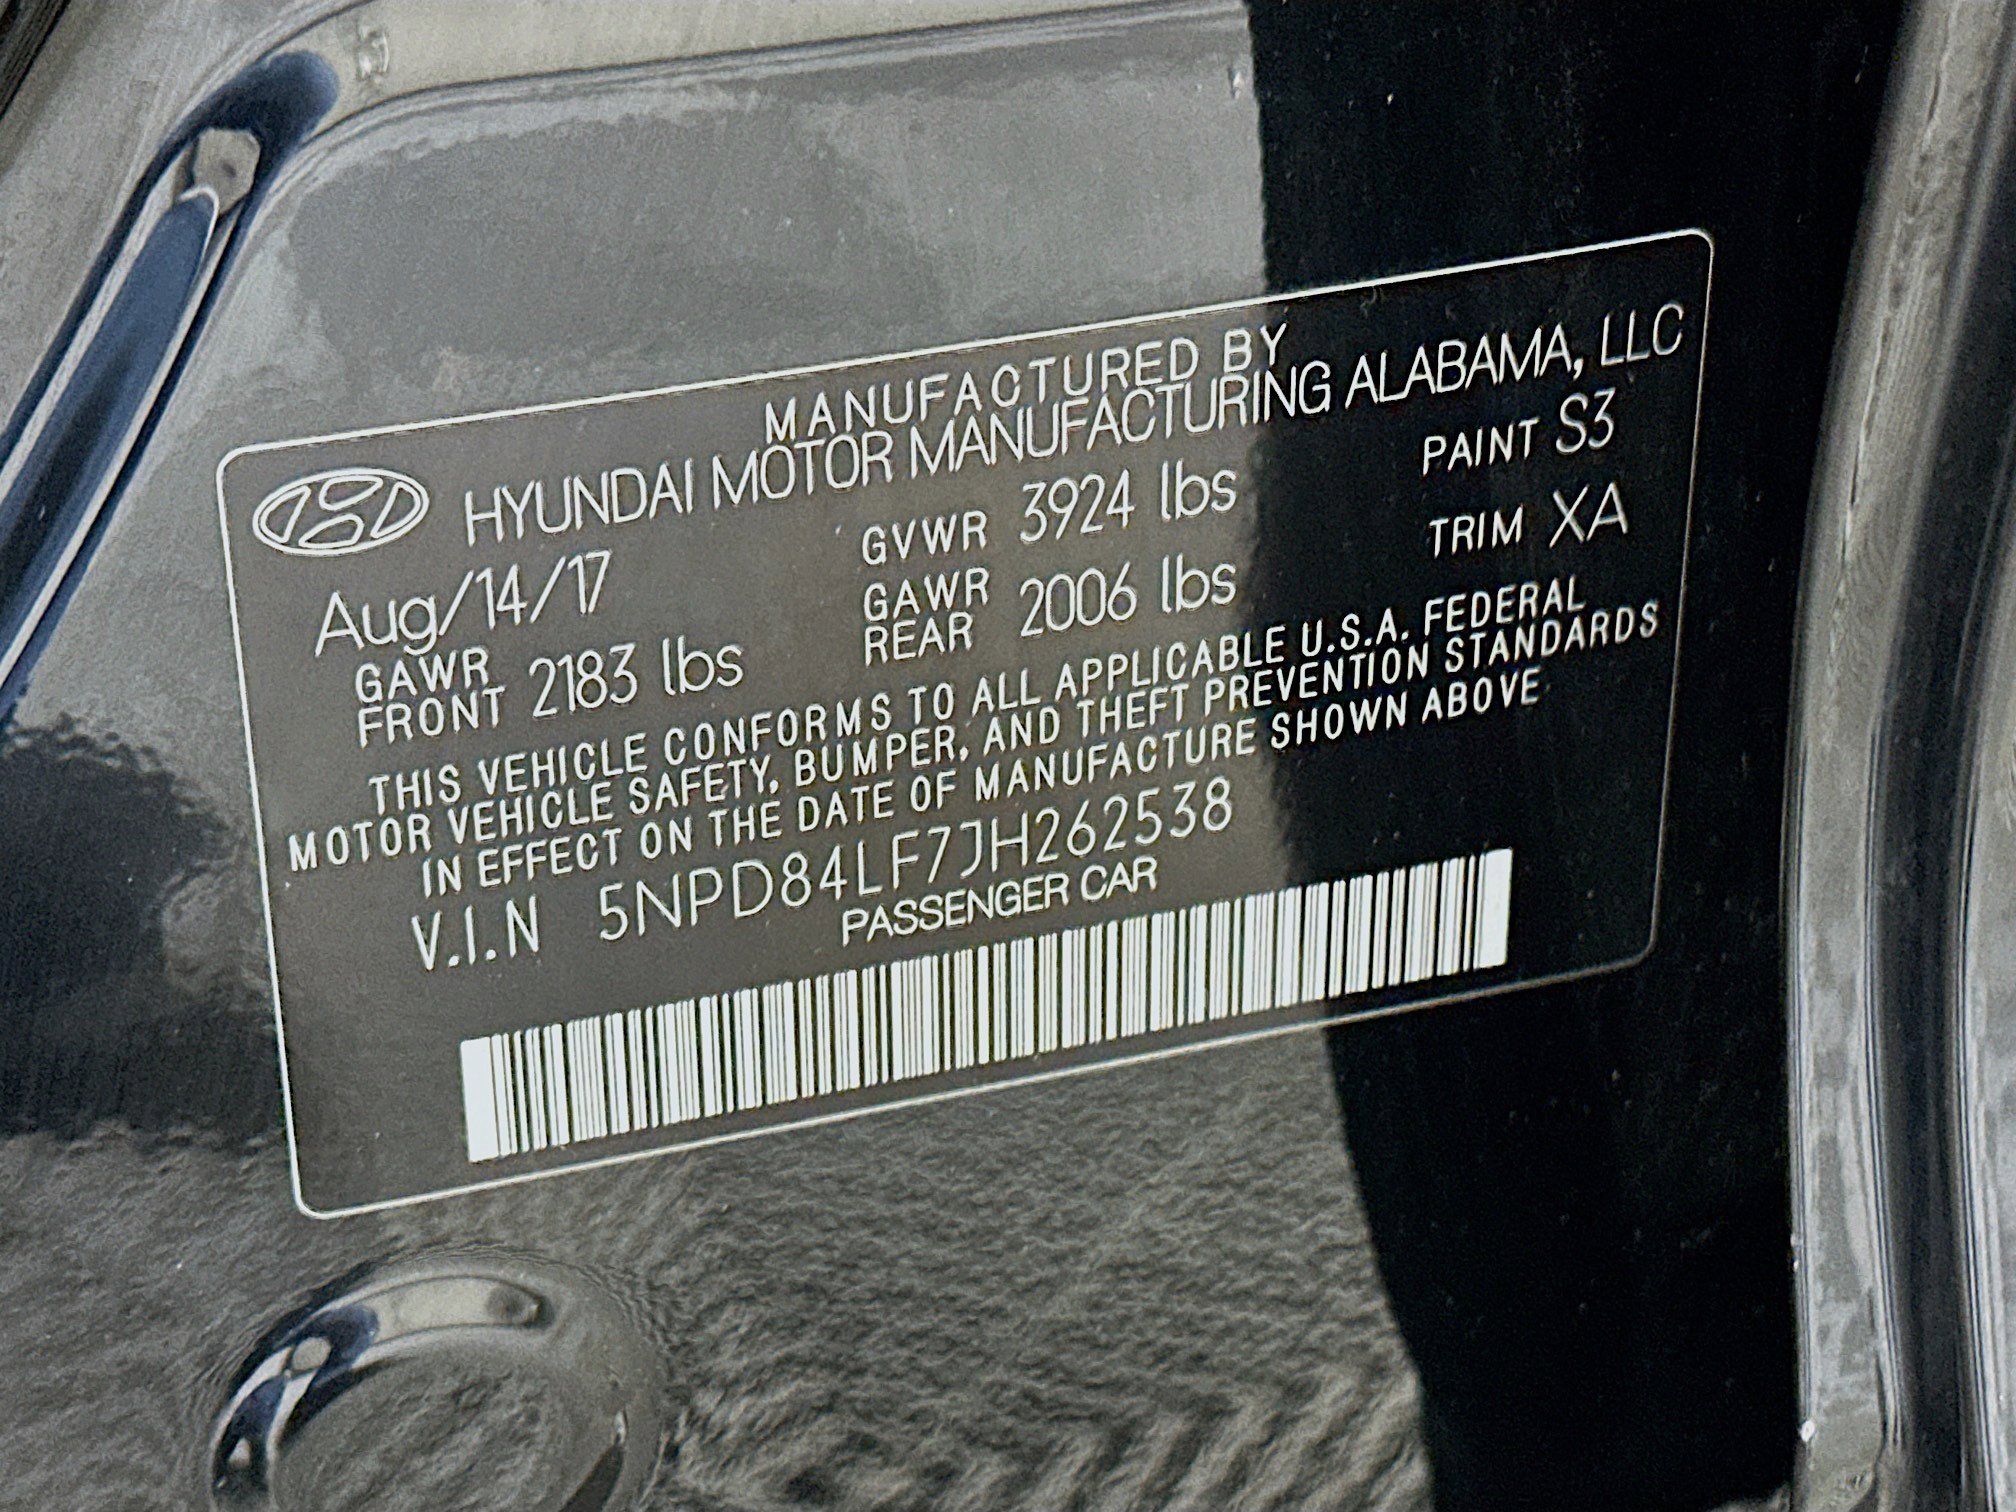 MANUFACTURED BY
HYUNDAI MOTOR MANUFACTURING ALABAMA, LLC
Aug/14/17 GVWR 3924 lbs PAINT S3
GAWR FRONT 2183 lbs GAWR REAR 2006 lbs TRIM XA
THIS VEHICLE CONFORMS TO ALL APPLICABLE U.S.A. FEDERAL
MOTOR VEHICLE SAFETY, BUMPER, AND THEFT PREVENTION STANDARDS
IN EFFECT ON THE DATE OF MANUFACTURE SHOWN ABOVE
V.I.N 5NPD84LF7JH262538
PASSENGER CAR